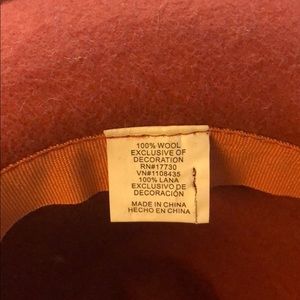 100% WOOL
EXCLUSIVE OF
DECORATION
RN#17730
VN#1108435
100% LANA
EXCLUSIVO DE
DECORACIÓN
MADE IN CHINA
HECHO EN CHINA